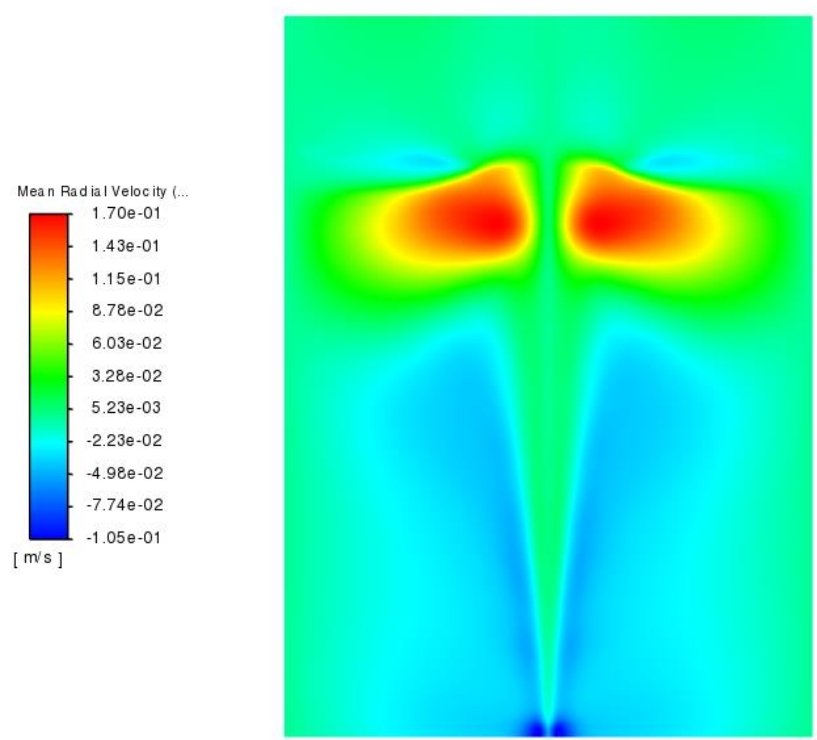 Mean Radial Velocity (...
1.70e-01
1.43e-01
1.15e-01
8.78e-02
6.03e-02
3.28e-02
5.23e-03
-2.23e-02
-4.98e-02
-7.74e-02
-1.05e-01
[ m/s ]